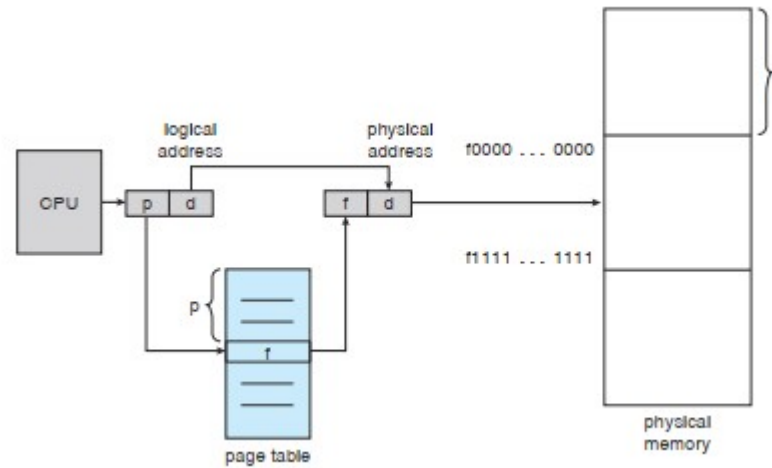 logical
address
physical
address
f0000 ... 0000
CPU
p
d
f
d
f1111 ... 1111
p
f
page table
physical
memory